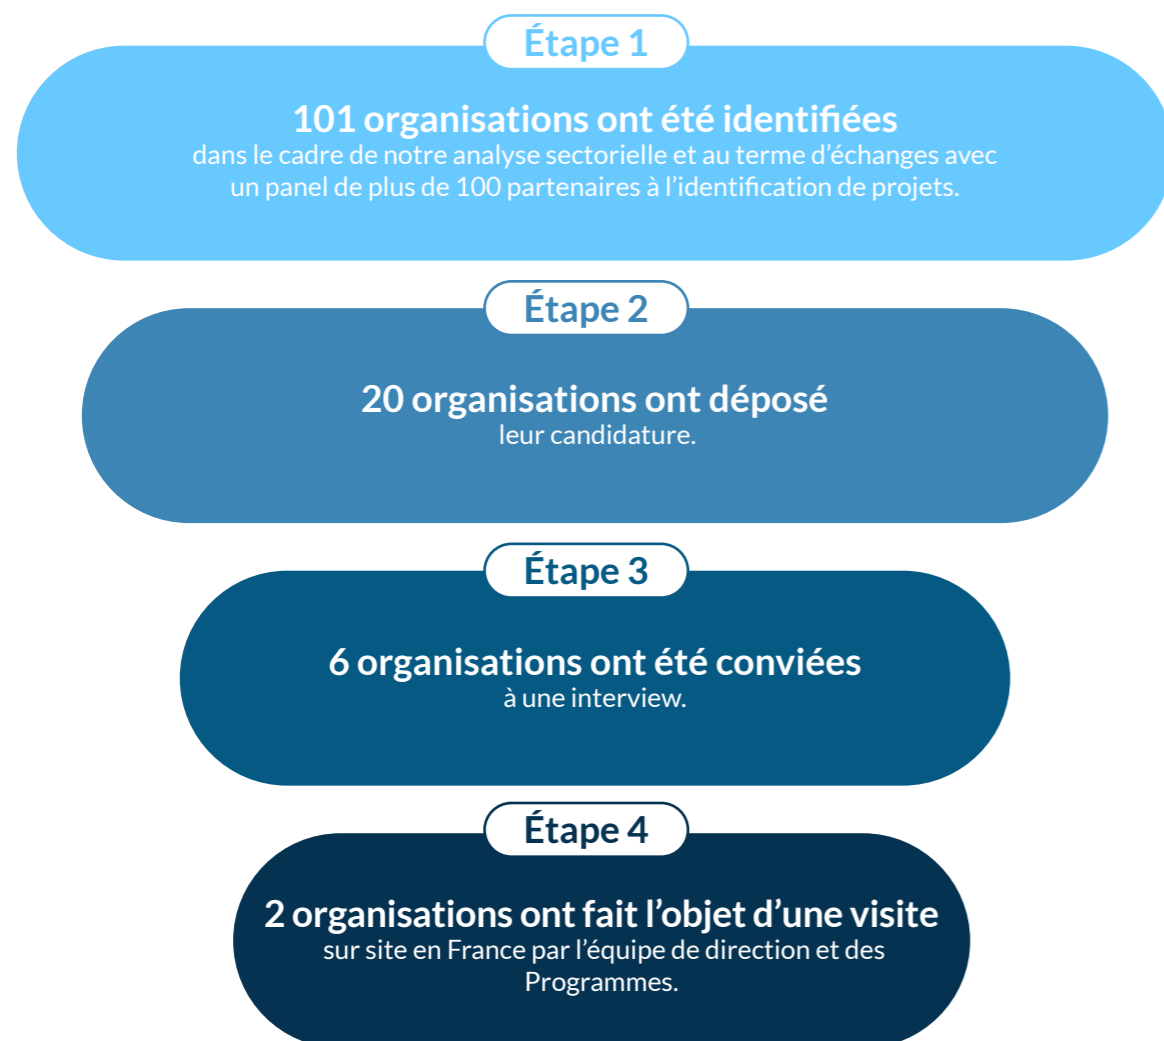 Étape 1
101 organisations ont été identifiées
dans le cadre de notre analyse sectorielle et au terme d’échanges avec
un panel de plus de 100 partenaires à l’identification de projets.
Étape 2
20 organisations ont déposé
leur candidature.
Étape 3
6 organisations ont été conviées
à une interview.
Étape 4
2 organisations ont fait l’objet d’une visite
sur site en France par l’équipe de direction et des
Programmes.